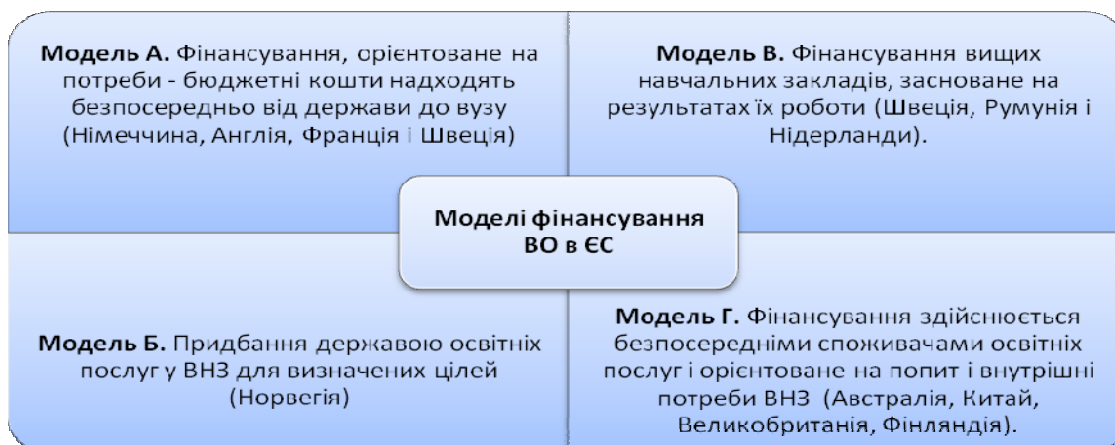 Модель А. Фінансування, орієнтоване на
потреби - бюджетні кошти надходять
безпосередньо від держави до вузу
(Німеччина, Англія, Франція і Швеція)
Модель В. Фінансування вищих
навчальних закладів, засноване на
результатах їх роботи (Швеція, Румунія і
Нідерланди).
Моделі фінансування
ВО в ЄС
Модель Б. Придбання державою освітніх
послуг у ВНЗ для визначених цілей
(Норвегія)
Модель Г. Фінансування здійснюється
безпосередніми споживачами освітніх
послуг і орієнтоване на попит і внутрішні
потреби ВНЗ (Австралія, Китай,
Великобританія, Фінляндія).